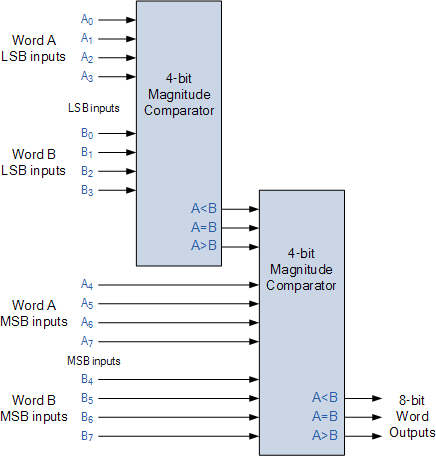 Word A
LSB inputs
A0
A1
A2
A3
LSB inputs
Word B
LSB inputs
B0
B1
B2
B3
4-bit
Magnitude
Comparator
A<B
A=B
A>B
4-bit
Magnitude
Comparator
Word A
MSB inputs
A4
A5
A6
A7
MSB inputs
Word B
MSB inputs
B4
B5
B6
B7
A<B
A=B
A>B
8-bit
Word
Outputs